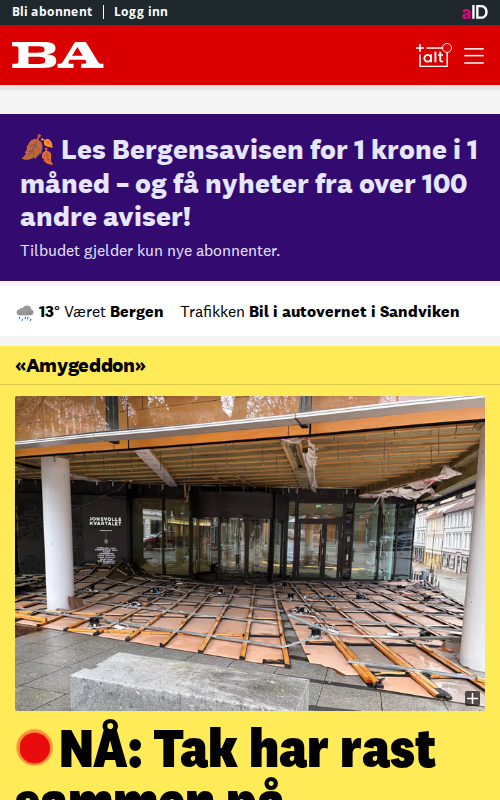 Bli abonnent | Logg inn
aID
BA
+alt
Les Bergensavisen for 1 krone i 1
måned – og få nyheter fra over 100
andre aviser!
Tilbudet gjelder kun nye abonnenter.
13° Været Bergen Trafikken Bil i autovernet i Sandviken
«Amygeddon»
JONSVOLLS
KVARTALET
NÅ: Tak har rast
sammen på